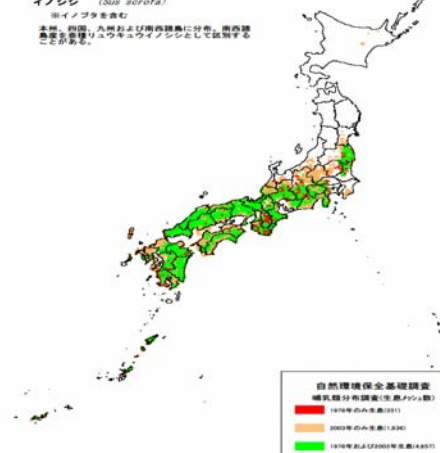 イノシシ (Sus scrofa)
※イノブタを含む
本州、四国、九州および南西諸島に分布。南西諸
島産を亜種リュウキュウイノシシとして区別する
ことがある。
自然環境保全基礎調査
哺乳類分布調査(生息メッシュ数)
1978年のみ生息(331)
2003年のみ生息(1,836)
1978年および2003年生息(4,857)